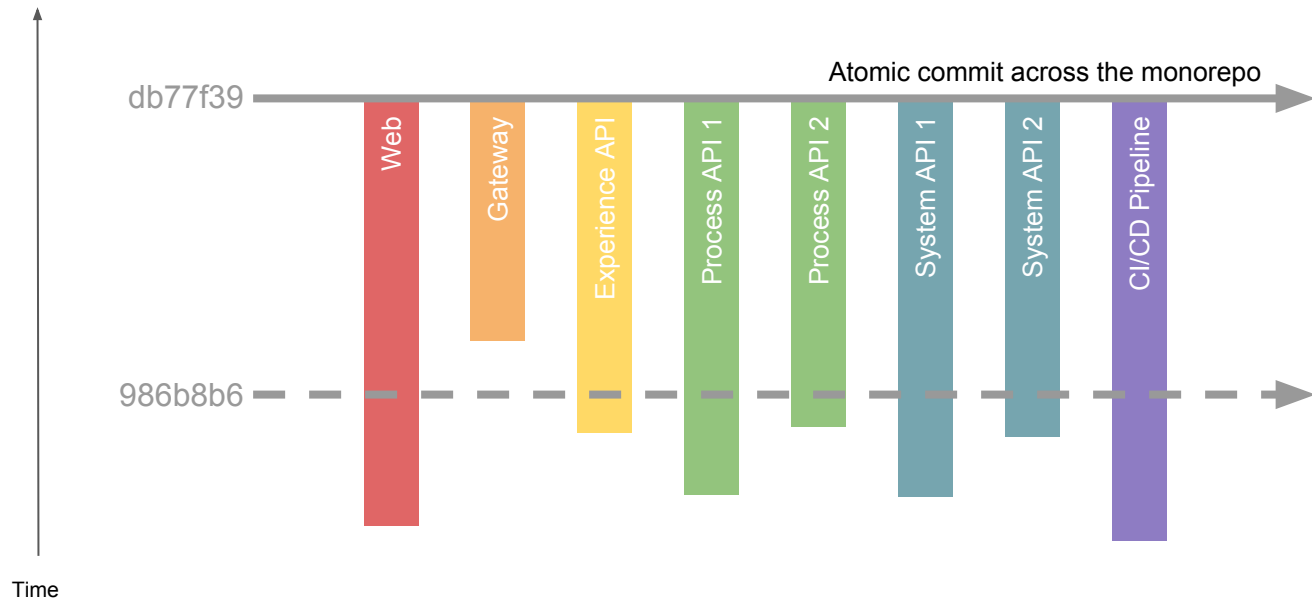 Atomic commit across the monorepo
db77f39
Web
Gateway
Experience API
Process API 1
Process API 2
System API 1
System API 2
CI/CD Pipeline
986b8b6
Time